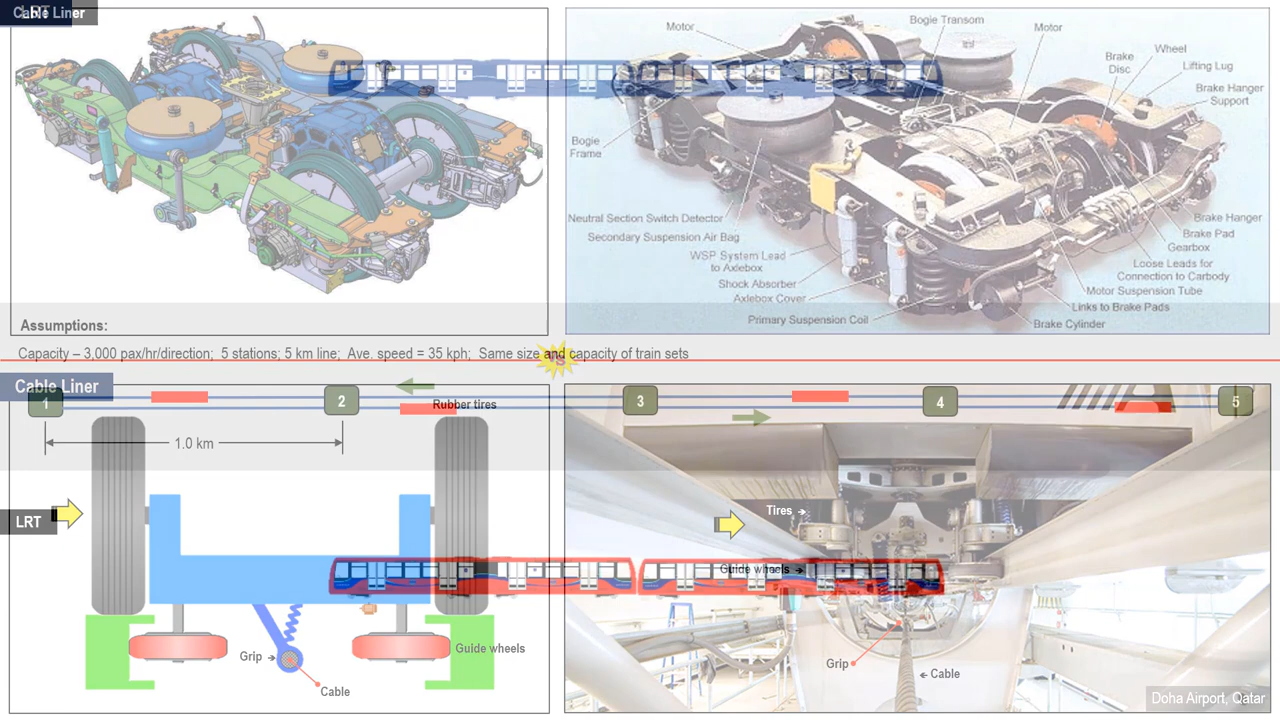 Cable Liner
LRT
Motor
Bogie Transom
Motor
Brake
Disc
Wheel
Lifting Lug
Brake Hanger
Support
Bogie
Frame
Neutral Section Switch Detector
Secondary Suspension Air Bag
WSP System Lead
to Axlebox
Shock Absorber
Axlebox Cover
Primary Suspension Coil
Brake Hanger
Brake Pad
Gearbox
Loose Leads for
Connection to Carbody
Motor Suspension Tube
Links to Brake Pads
Brake Cylinder
Assumptions:
Capacity – 3,000 pax/hr/direction; 5 stations; 5 km line; Ave. speed = 35 kph; Same size and capacity of train sets
VS
Cable Liner
1
2
3
4
5
Rubber tires
1.0 km
LRT
Tires
Guide wheels
Grip
Cable
Guide wheels
Grip
Cable
Doha Airport, Qatar